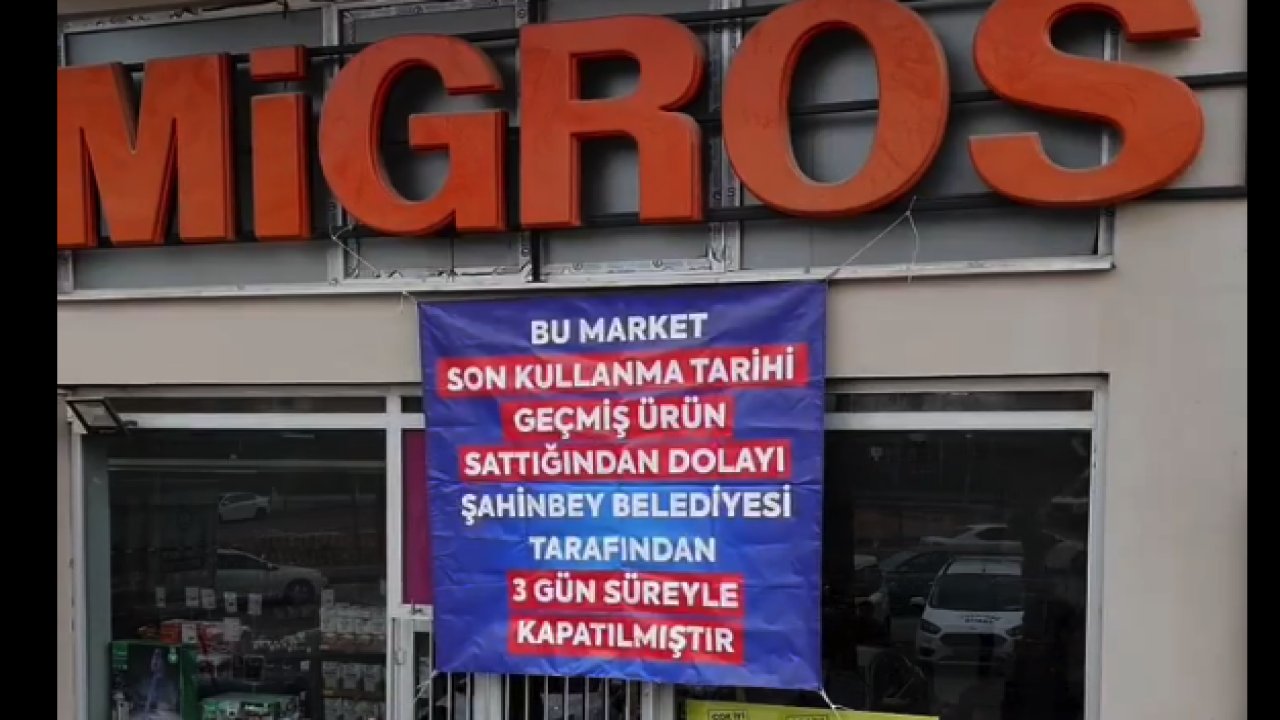 MiGROS
BU MARKET
SON KULLANMA TARİHİ
GEÇMİŞ ÜRÜN
SATTIĞINDAN DOLAYI
ŞAHİNBEY BELEDİYESİ
TARAFINDAN
3 GÜN SÜREYLE
KAPATILMIŞTIR